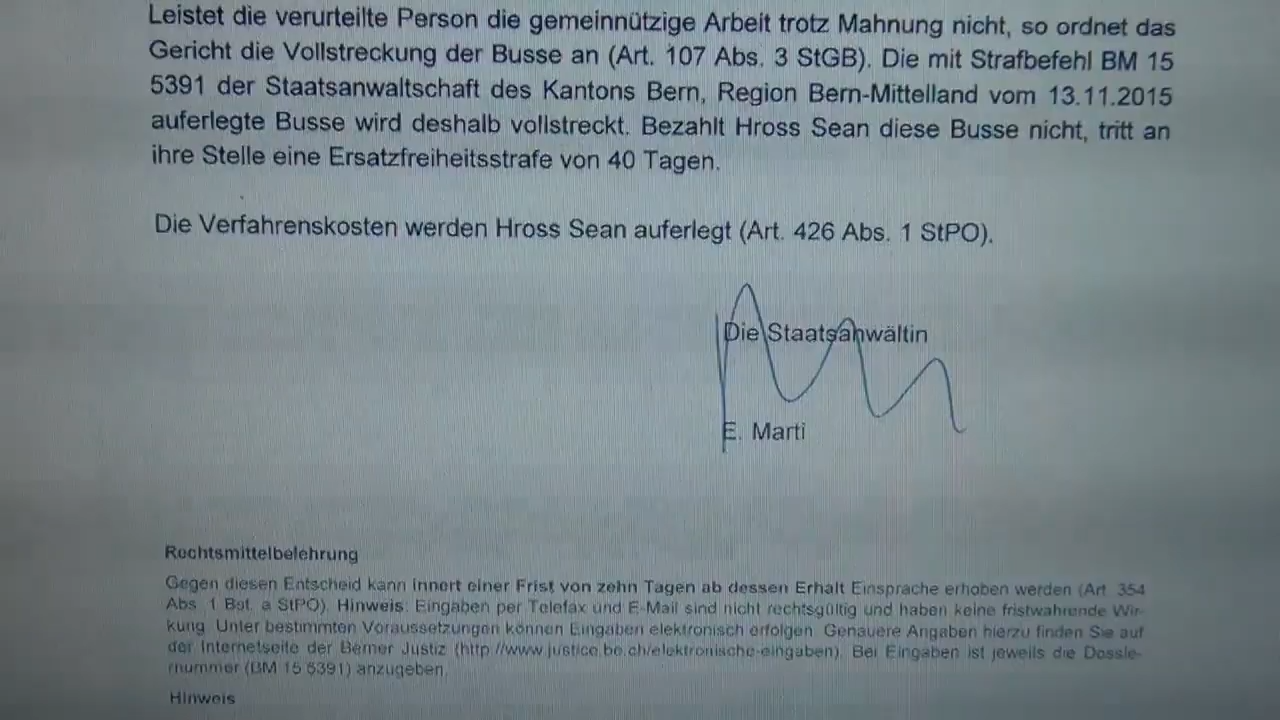 Leistet die verurteilte Person die gemeinnützige Arbeit trotz Mahnung nicht, so ordnet das
Gericht die Vollstreckung der Busse an (Art. 107 Abs. 3 StGB). Die mit Strafbefehl BM 15
5391 der Staatsanwaltschaft des Kantons Bern, Region Bern-Mittelland vom 13.11.2015
auferlegte Busse wird deshalb vollstreckt. Bezahlt Hross Sean diese Busse nicht, tritt an
ihre Stelle eine Ersatzfreiheitsstrafe von 40 Tagen.
Die Verfahrenskosten werden Hross Sean auferlegt (Art. 426 Abs. 1 StPO).
Die Staatsanwältin
E. Marti
Rechtsmittelbelehrung
Gegen diesen Entscheid kann innert einer Frist von zehn Tagen ab dessen Erhalt Einsprache erhoben werden (Art. 354
Abs. 1 Bst. a StPO). Hinweis: Eingaben per Telefax und E-Mail sind nicht rechtsgültig und haben keine fristwahrende Wir-
kung. Unter bestimmten Voraussetzungen können Eingaben elektronisch erfolgen. Genauere Angaben hierzu finden Sie auf
der Internetseite der Berner Justiz (http://www.justice.be.ch/elektronische-eingaben). Bei Eingaben ist jeweils die Dossier-
nummer (BM 15 5391) anzugeben.
Hinweis